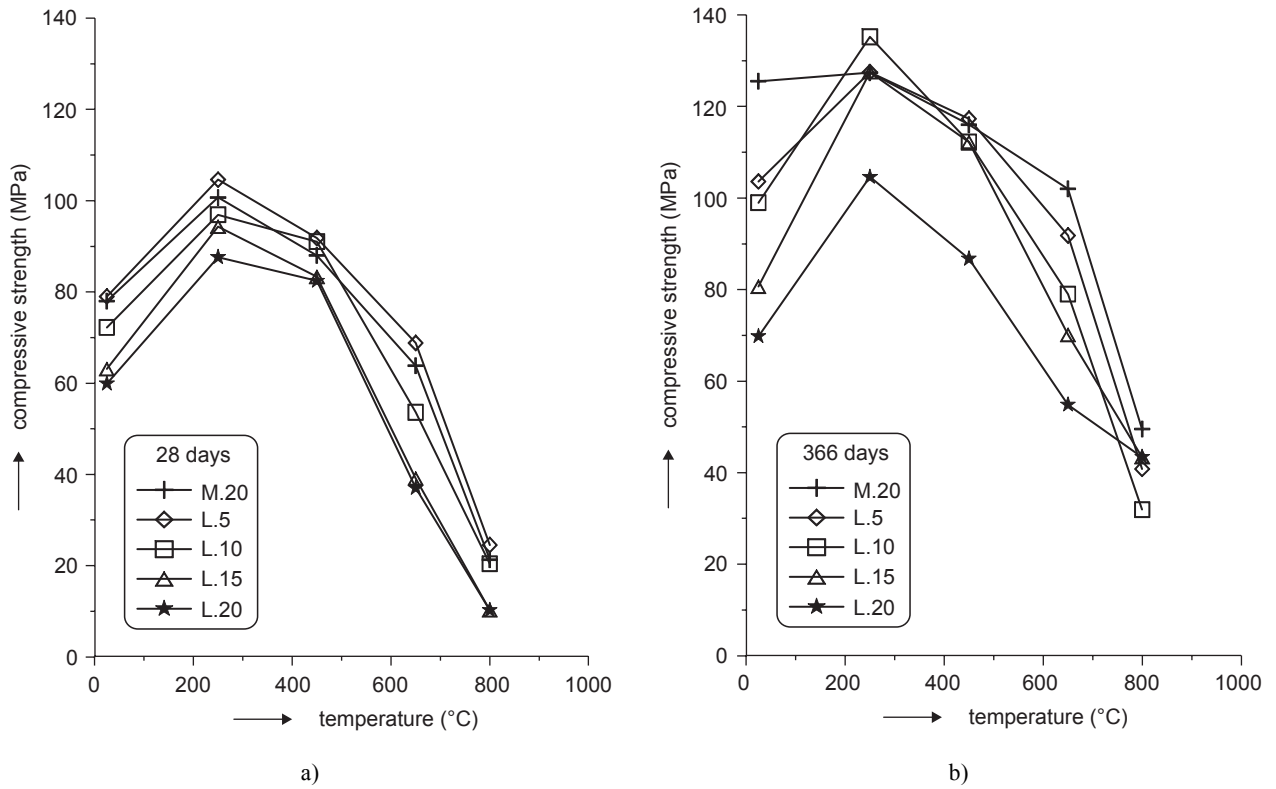 140
120
100
80
60
40
20
0
compressive strength (MPa)
28 days
M.20
L.5
L.10
L.15
L.20
0 200 400 600 800 1000
temperature (°C)
a)
140
120
100
80
60
40
20
0
compressive strength (MPa)
366 days
M.20
L.5
L.10
L.15
L.20
0 200 400 600 800 1000
temperature (°C)
b)